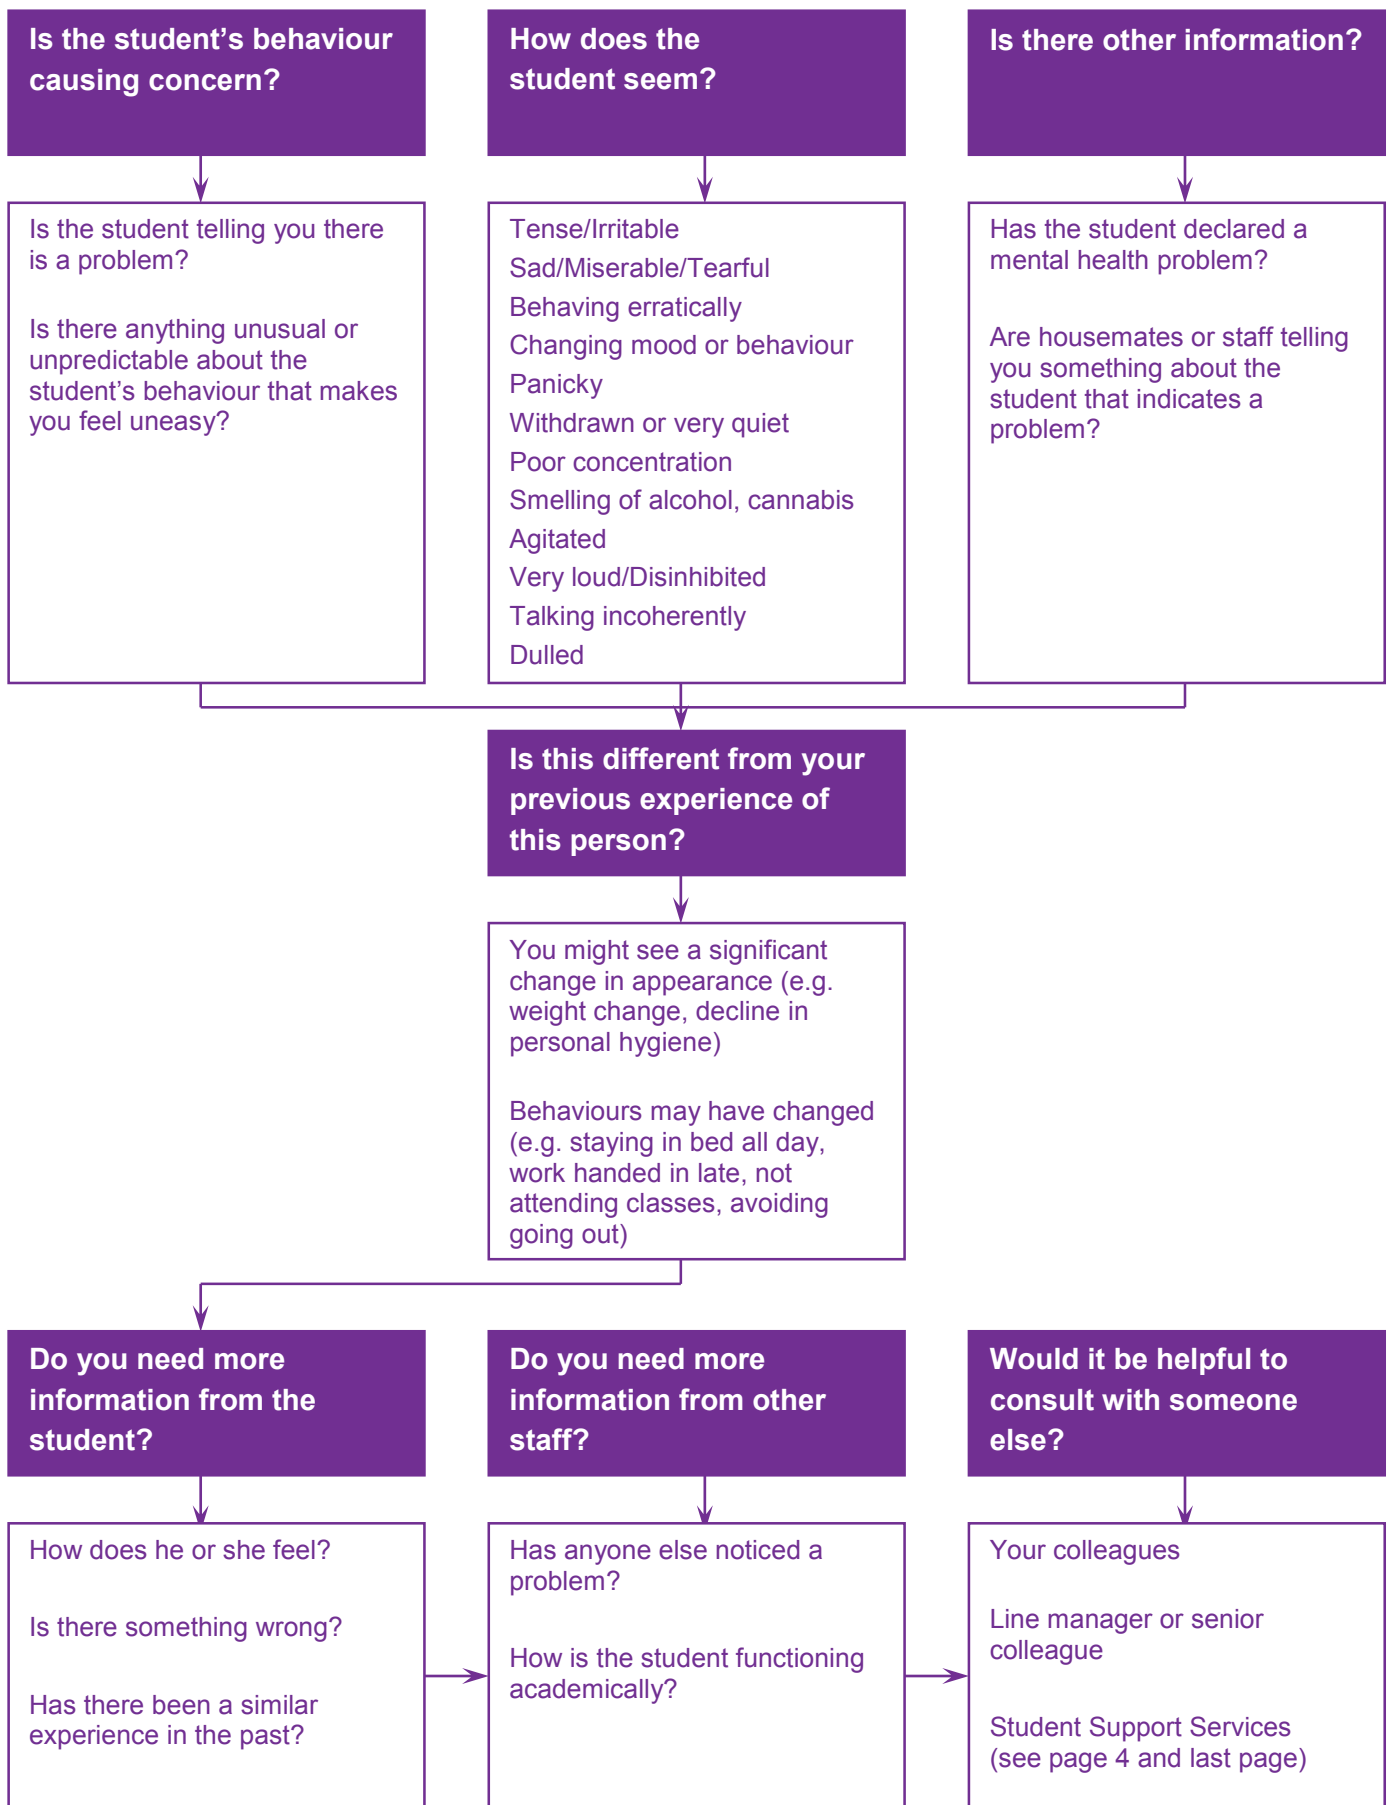 Is the student’s behaviour
causing concern?
How does the
student seem?
Is there other information?
Is the student telling you there
is a problem?
Is there anything unusual or
unpredictable about the
student’s behaviour that makes
you feel uneasy?
Tense/Irritable
Sad/Miserable/Tearful
Behaving erratically
Changing mood or behaviour
Panicky
Withdrawn or very quiet
Poor concentration
Smelling of alcohol, cannabis
Agitated
Very loud/Disinhibited
Talking incoherently
Dulled
Has the student declared a
mental health problem?
Are housemates or staff telling
you something about the
student that indicates a
problem?
Is this different from your
previous experience of
this person?
You might see a significant
change in appearance (e.g.
weight change, decline in
personal hygiene)
Behaviours may have changed
(e.g. staying in bed all day,
work handed in late, not
attending classes, avoiding
going out)
Do you need more
information from the
student?
Do you need more
information from other
staff?
Would it be helpful to
consult with someone
else?
How does he or she feel?
Is there something wrong?
Has there been a similar
experience in the past?
Has anyone else noticed a
problem?
How is the student functioning
academically?
Your colleagues
Line manager or senior
colleague
Student Support Services
(see page 4 and last page)